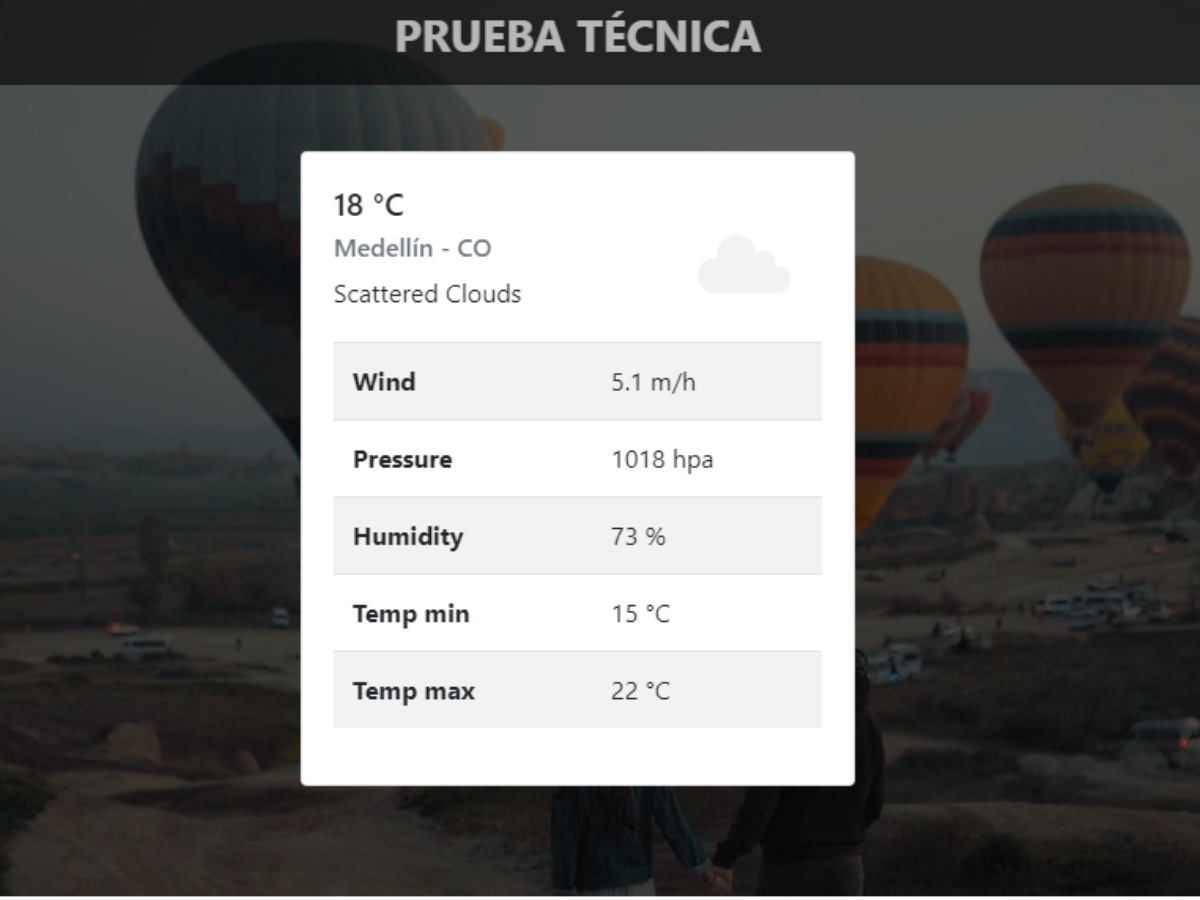 PRUEBA TÉCNICA
18 °C
Medellín - CO
Scattered Clouds
Wind 5.1 m/h
Pressure 1018 hpa
Humidity 73 %
Temp min 15 °C
Temp max 22 °C